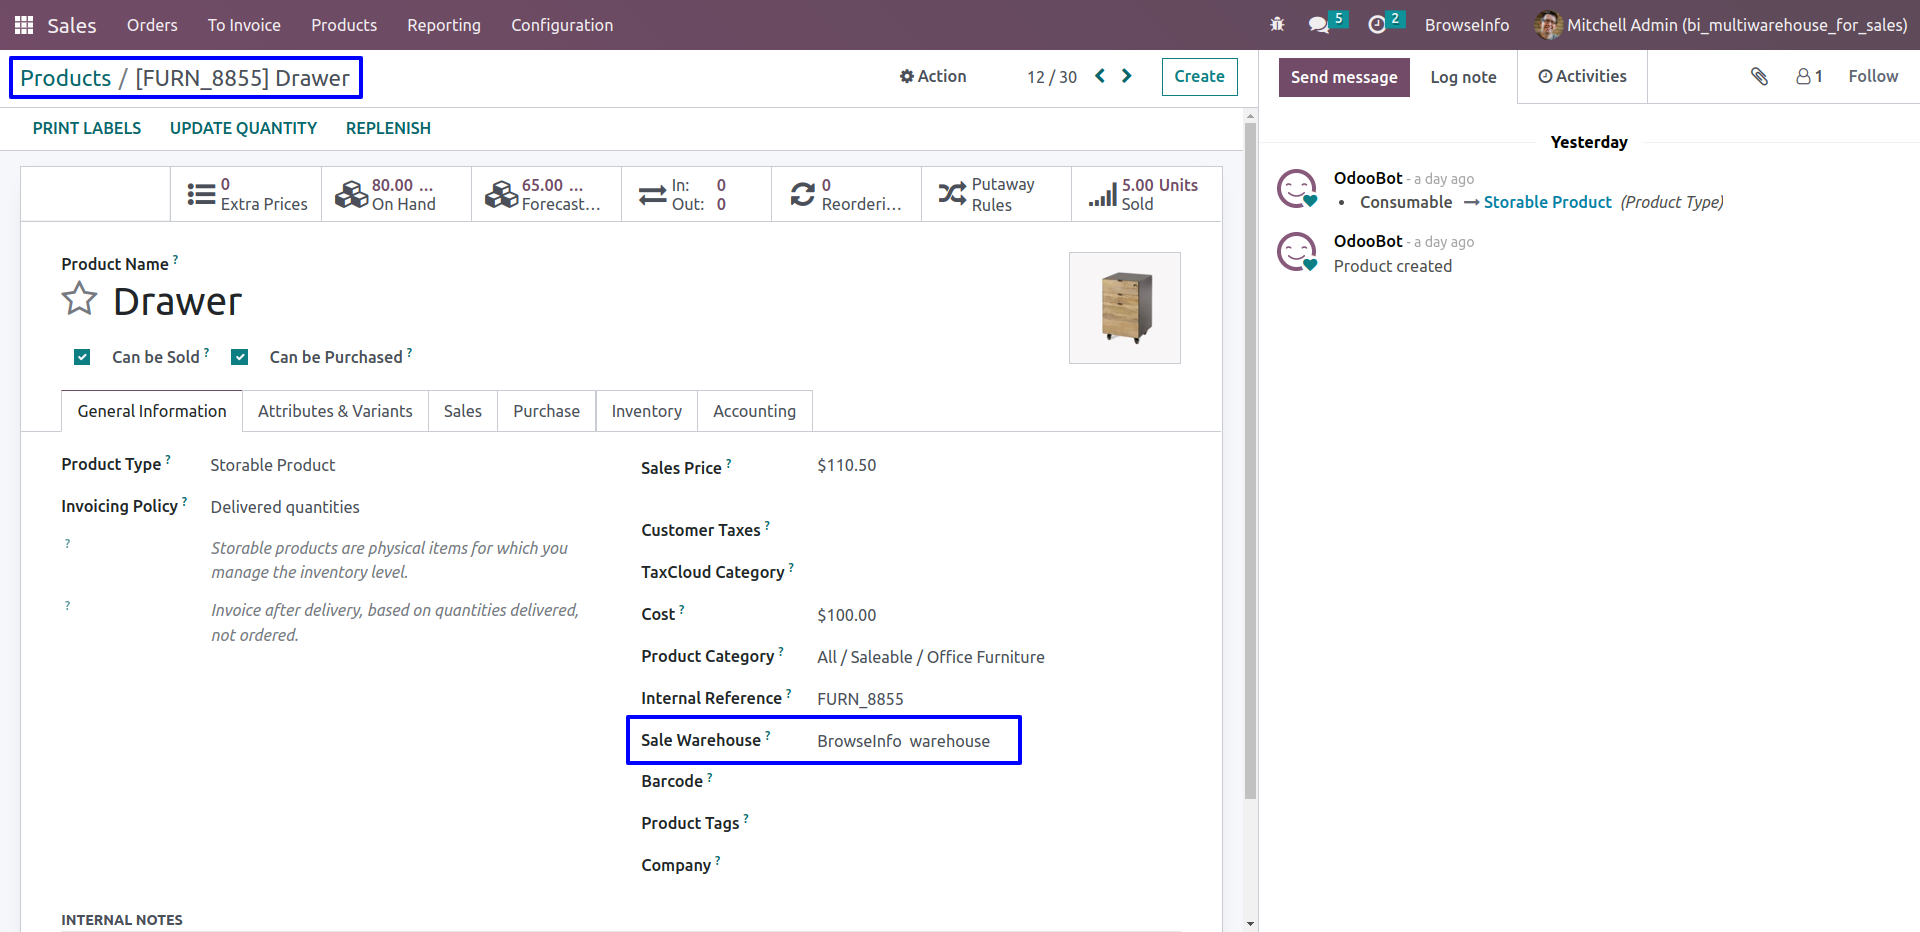 Sales Orders To Invoice Products Reporting Configuration 5 2 BrowseInfo Mitchell Admin (bi_multiwarehouse_for_sales)
Products / [FURN_8855] Drawer Action 12 / 30 Create
PRINT LABELS UPDATE QUANTITY REPLENISH
0 Extra Prices
80.00 ... On Hand
65.00 ... Forecast...
In: 0
Out: 0
0 Reorderi...
Putaway Rules
5.00 Units Sold
Product Name ?
Drawer
Can be Sold ? Can be Purchased ?
General Information Attributes & Variants Sales Purchase Inventory Accounting
Product Type ? Storable Product
Invoicing Policy ? Delivered quantities
? Storable products are physical items for which you
manage the inventory level.
? Invoice after delivery, based on quantities delivered,
not ordered.
Sales Price ? $110.50
Customer Taxes ?
TaxCloud Category ?
Cost ? $100.00
Product Category ? All / Saleable / Office Furniture
Internal Reference ? FURN_8855
Sale Warehouse ? BrowseInfo warehouse
Barcode ?
Product Tags ?
Company ?
INTERNAL NOTES
Send message Log note Activities 1 Follow
Yesterday
OdooBot - a day ago
• Consumable → Storable Product (Product Type)
OdooBot - a day ago
Product created